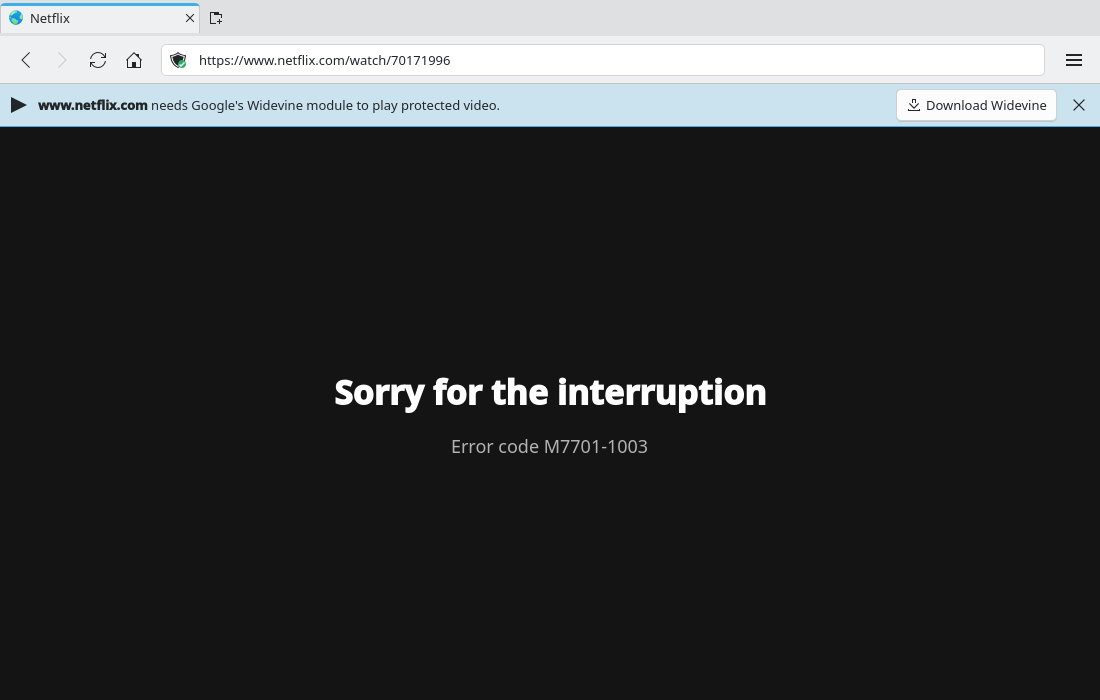 Netflix
https://www.netflix.com/watch/70171996
www.netflix.com needs Google's Widevine module to play protected video.
Download Widevine
Sorry for the interruption
Error code M7701-1003